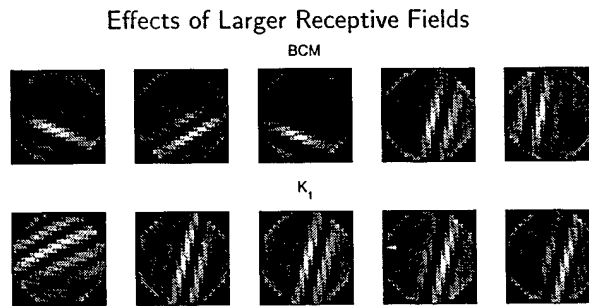 Effects of Larger Receptive Fields
BCM
K₁